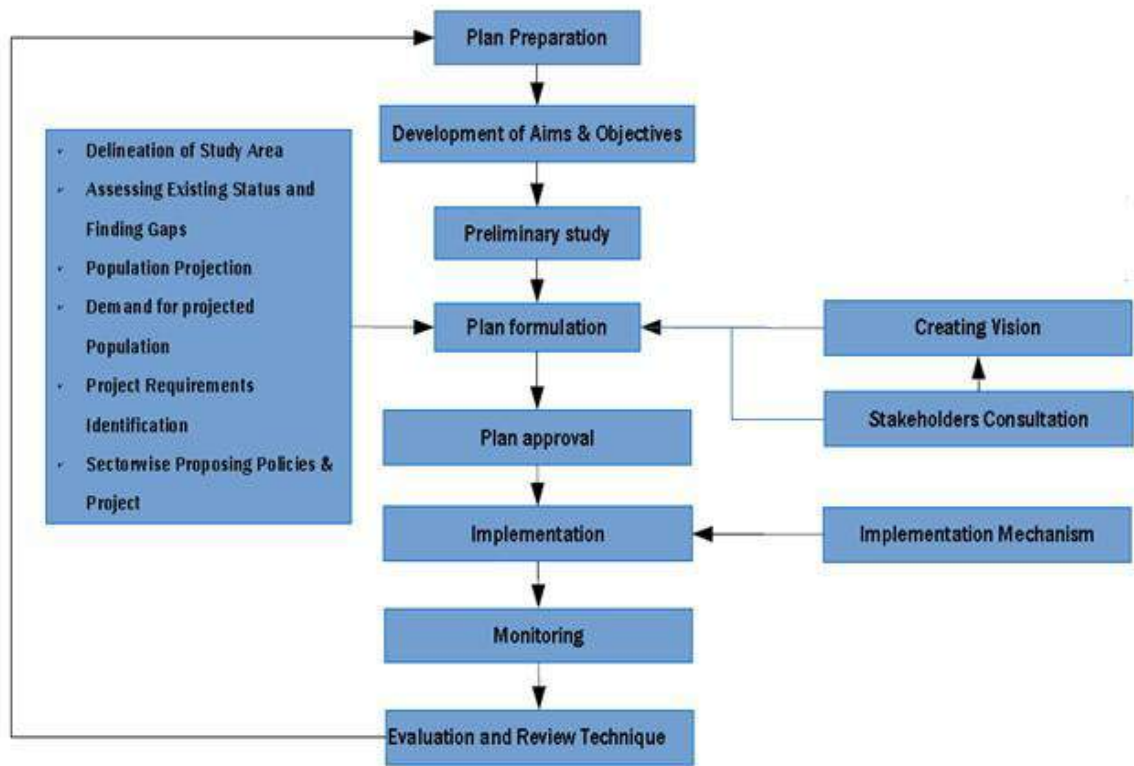 Plan Preparation
Development of Aims & Objectives
Delineation of Study Area
Assessing Existing Status and
Finding Gaps
Population Projection
Demand for projected
Population
Project Requirements
Identification
Sectorwise Proposing Policies &
Project
Preliminary study
Plan formulation
Creating Vision
Stakeholders Consultation
Plan approval
Implementation
Implementation Mechanism
Monitoring
Evaluation and Review Technique